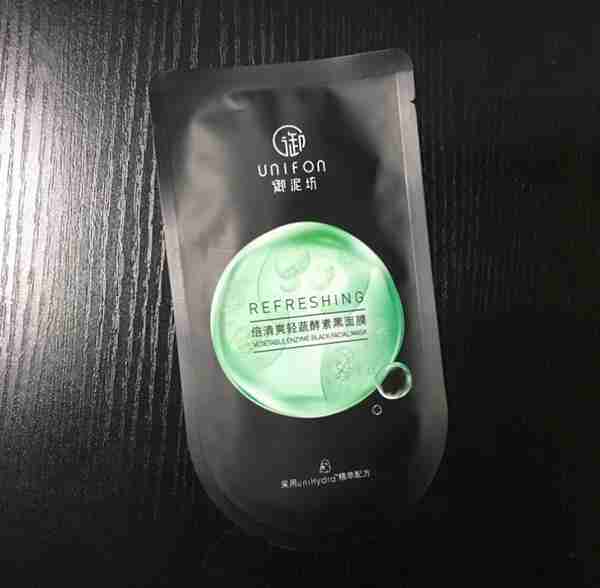 御
UNIFON
御泥坊
REFRESHING
倍清爽轻蔬酵素黑面膜
VEGETABLE ENZYME BLACK FACIAL MASK
采用uniHydra™精萃配方